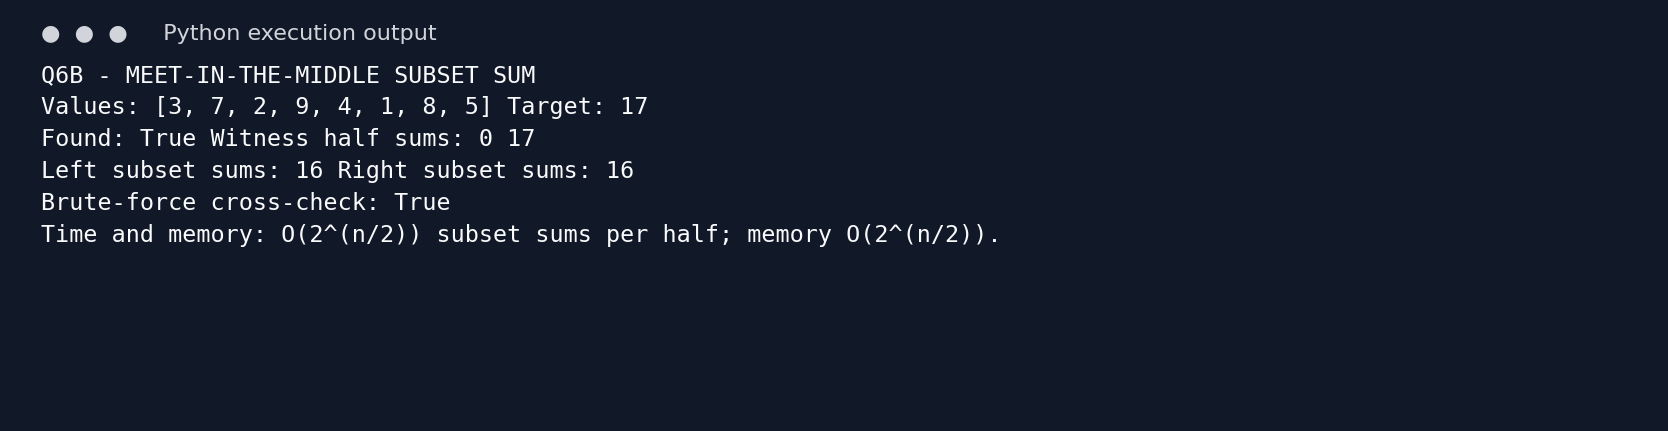 Python execution output
Q6B - MEET-IN-THE-MIDDLE SUBSET SUM
Values: [3, 7, 2, 9, 4, 1, 8, 5] Target: 17
Found: True Witness half sums: 0 17
Left subset sums: 16 Right subset sums: 16
Brute-force cross-check: True
Time and memory: O(2^(n/2)) subset sums per half; memory O(2^(n/2)).